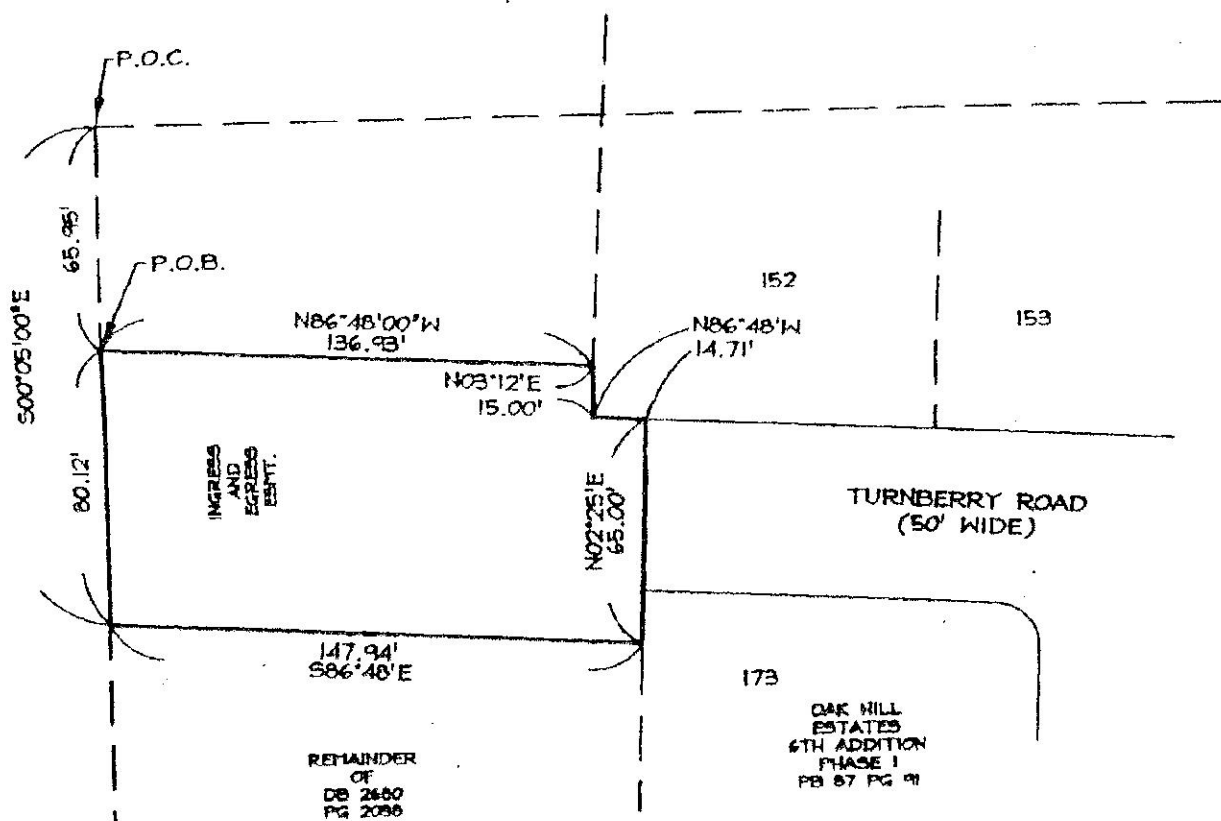 P.O.C.
65.95'
S00°05'00"E
P.O.B.
N86°48'00"W
136.93'
N03°12'E
15.00'
N86°48'W
14.71'
152
153
80.12'
INGRESS
AND
EGRESS
ESMT.
N02°25'E
65.00'
TURNBERRY ROAD
(50' WIDE)
147.94'
S86°48'E
173
OAK HILL
ESTATES
6TH ADDITION
PHASE 1
PB 87 PG 91
REMAINDER
OF
DB 2680
PG 2088